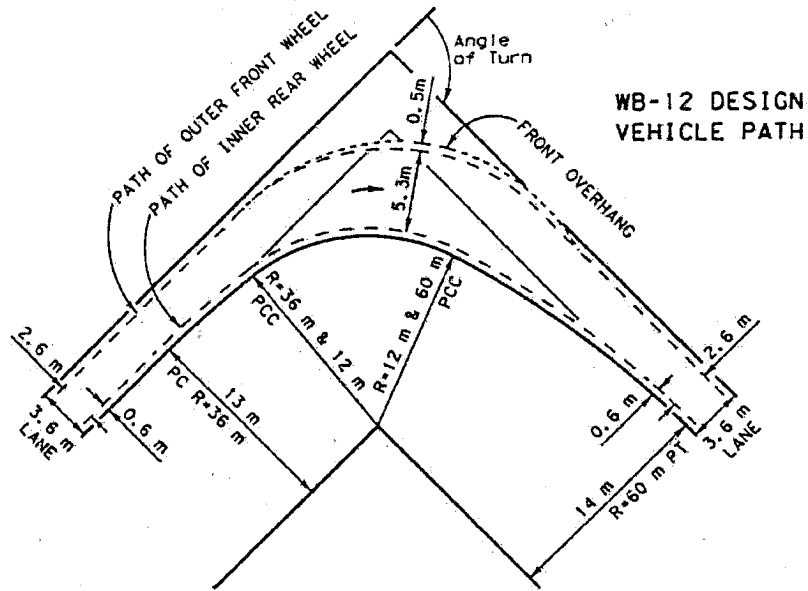 Angle
of Turn
WB-12 DESIGN
VEHICLE PATH
PATH OF OUTER FRONT WHEEL
PATH OF INNER REAR WHEEL
0.5m
FRONT OVERHANG
5.3m
R=36 m & 12 m
PCC
R=12 m & 60 m
PCC
2.6 m
3.6 m
LANE
0.6 m
13 m
PC R=36 m
2.6 m
0.6 m
3.6 m
LANE
14 m
R=60 m PT